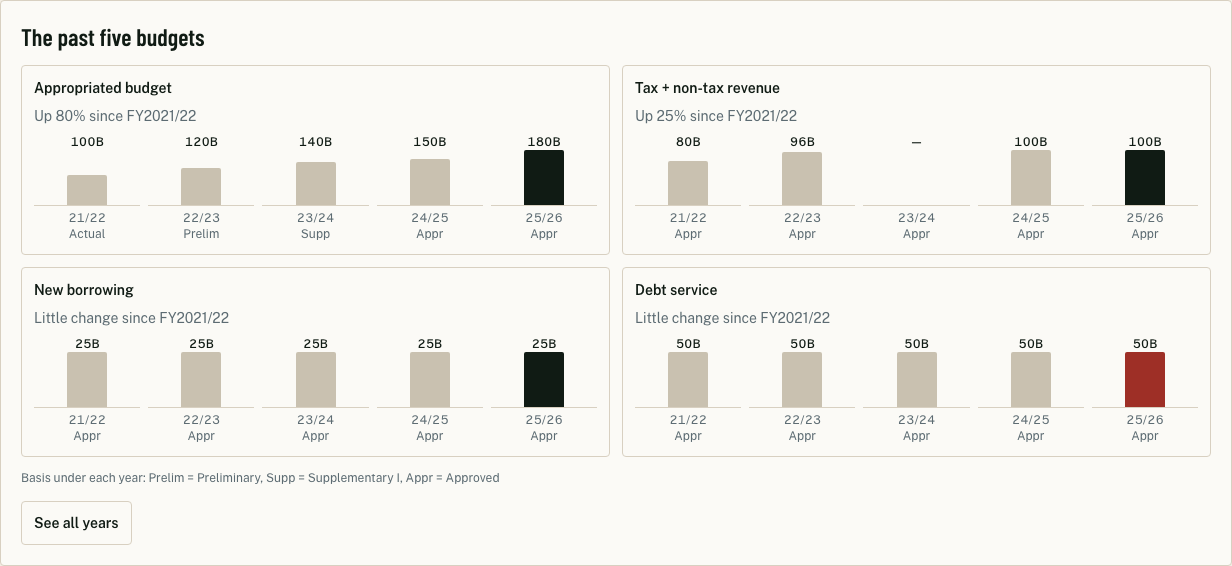 The past five budgets
Appropriated budget
Up 80% since FY2021/22
100B 120B 140B 150B 180B
21/22 22/23 23/24 24/25 25/26
Actual Prelim Supp Appr Appr
Tax + non-tax revenue
Up 25% since FY2021/22
80B 96B — 100B 100B
21/22 22/23 23/24 24/25 25/26
Appr Appr Appr Appr Appr
New borrowing
Little change since FY2021/22
25B 25B 25B 25B 25B
21/22 22/23 23/24 24/25 25/26
Appr Appr Appr Appr Appr
Debt service
Little change since FY2021/22
50B 50B 50B 50B 50B
21/22 22/23 23/24 24/25 25/26
Appr Appr Appr Appr Appr
Basis under each year: Prelim = Preliminary, Supp = Supplementary I, Appr = Approved
See all years